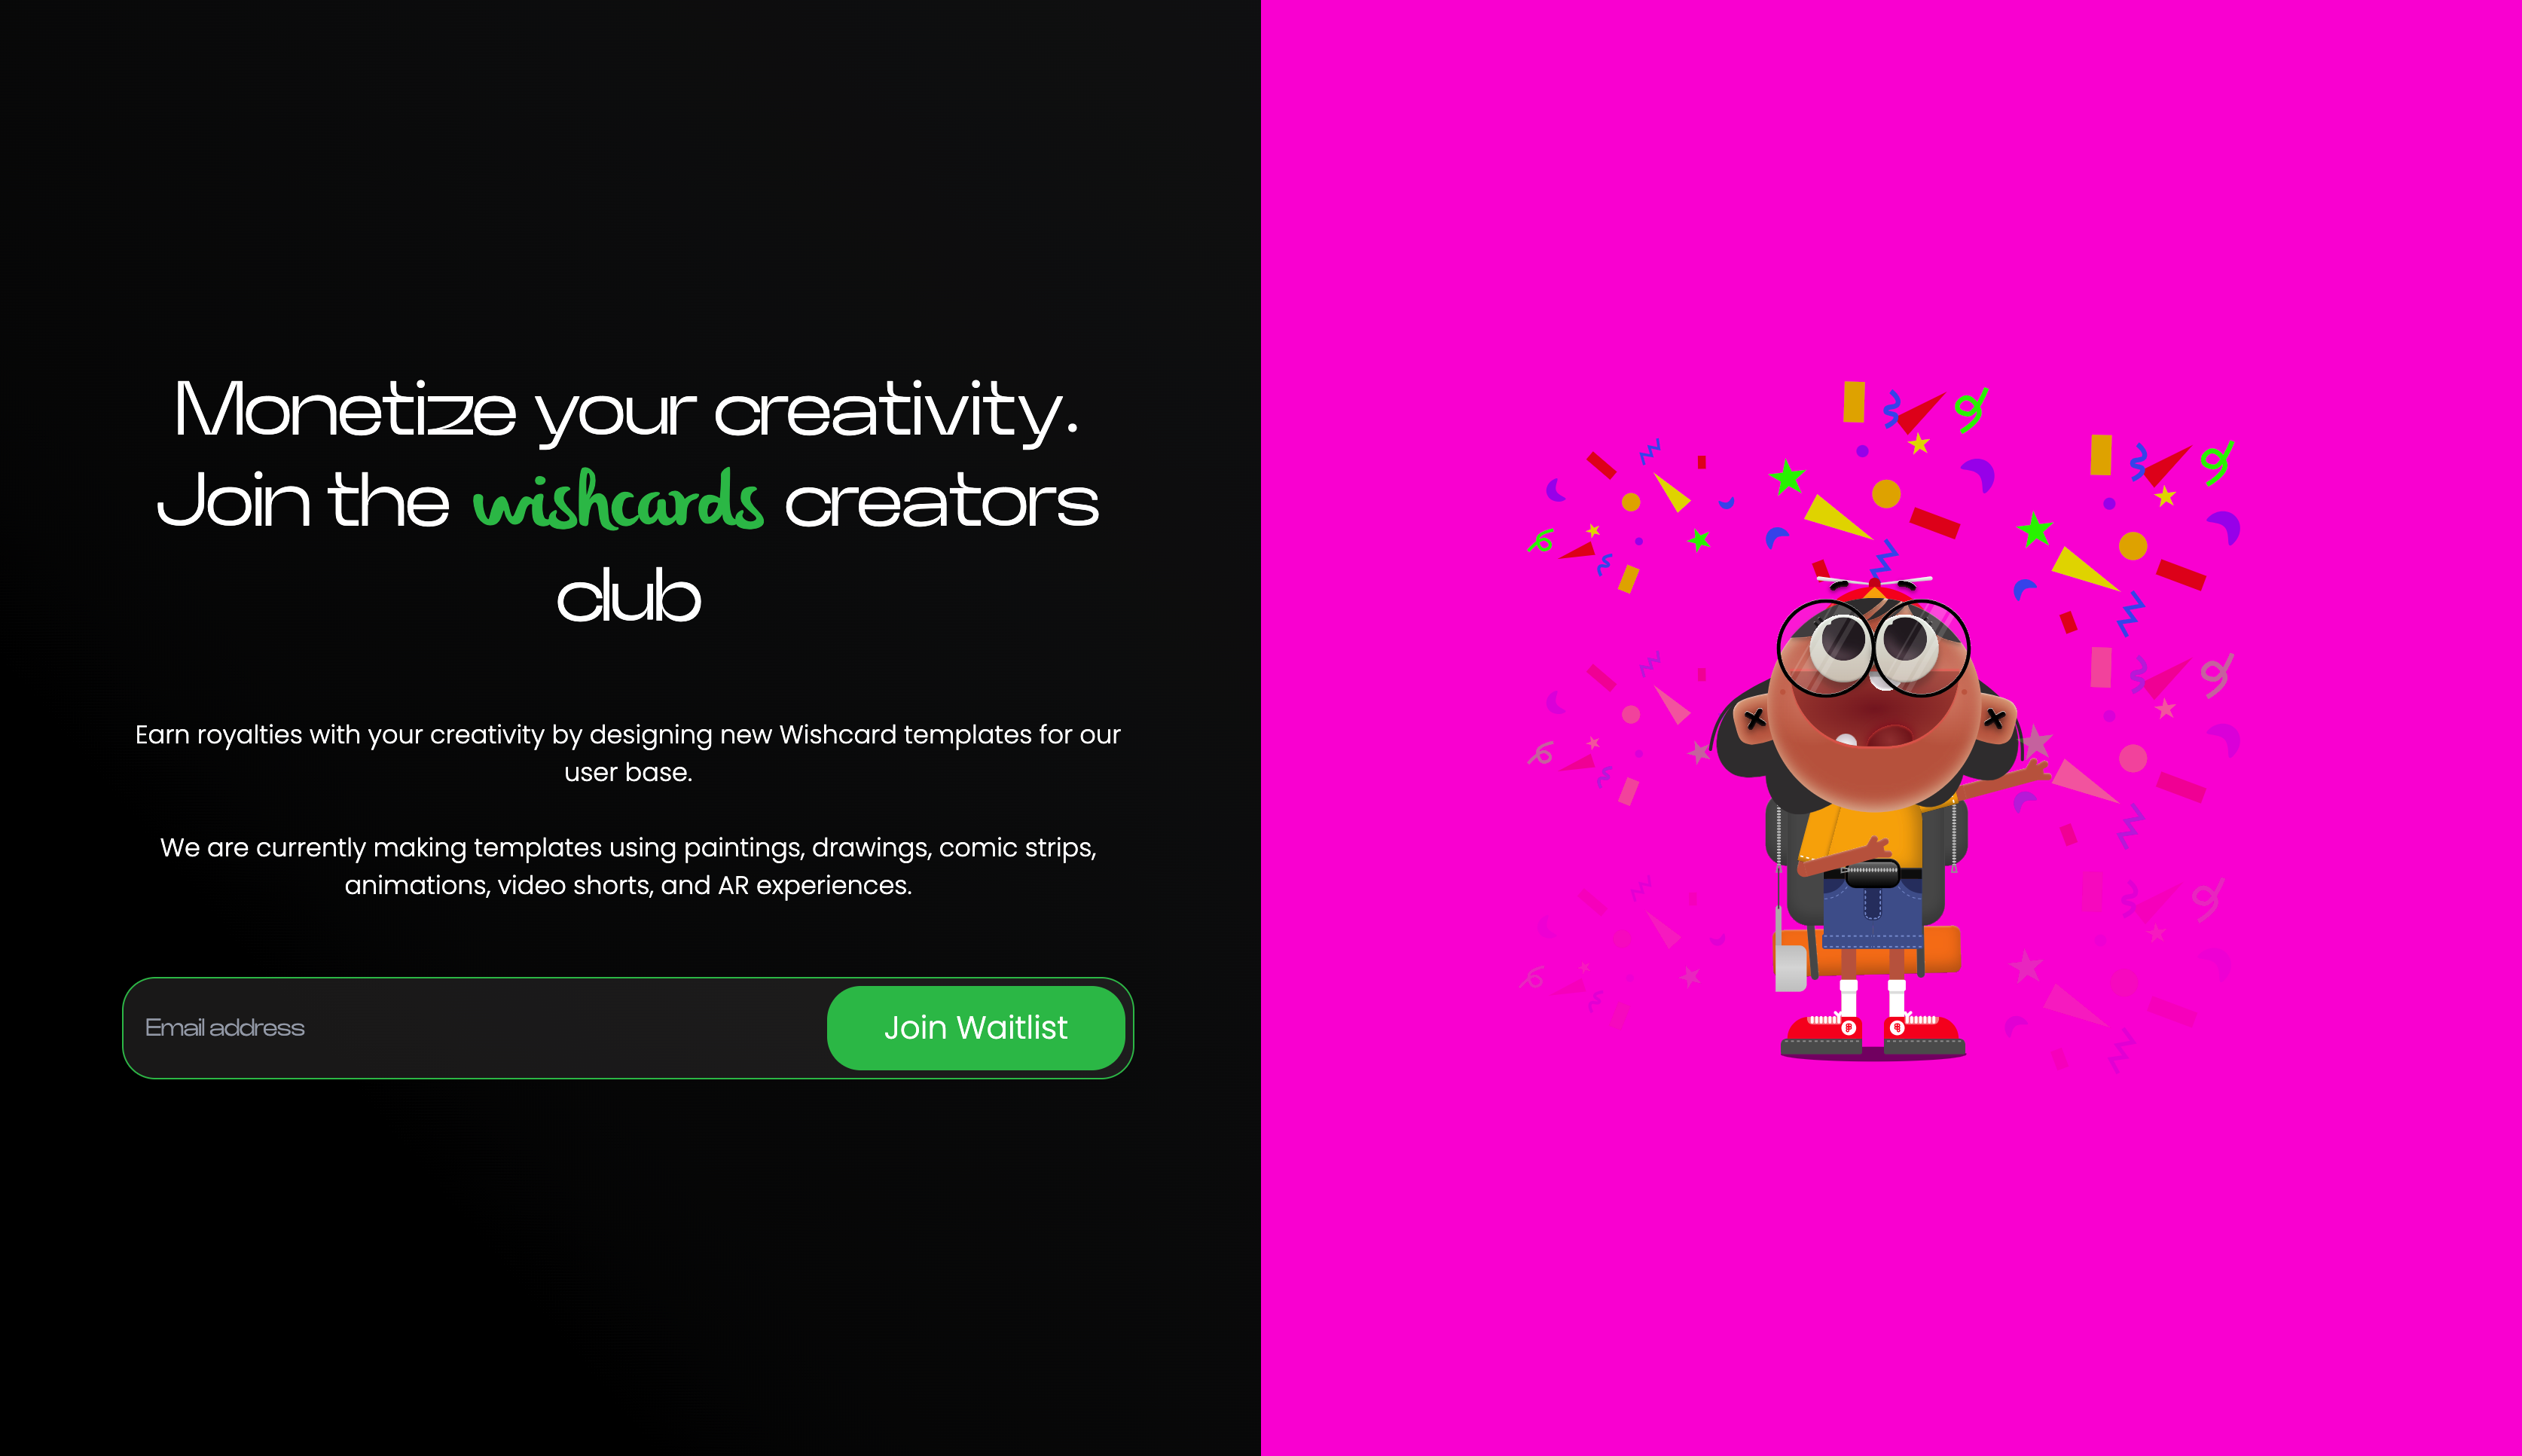 Monetize your creativity.
Join the wishcards creators
club
Earn royalties with your creativity by designing new Wishcard templates for our
user base.
We are currently making templates using paintings, drawings, comic strips,
animations, video shorts, and AR experiences.
Email address
Join Waitlist